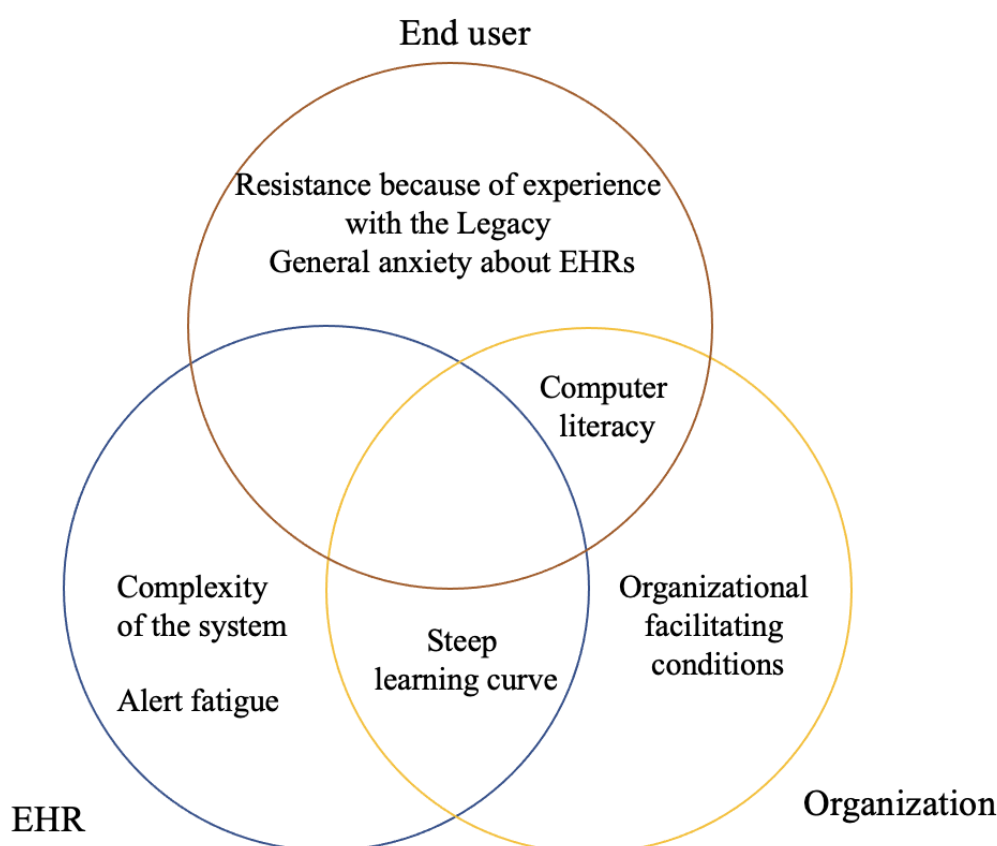 End user
Resistance because of experience
with the Legacy
General anxiety about EHRs
Computer
literacy
Complexity
of the system
Alert fatigue
Steep
learning curve
Organizational
facilitating
conditions
EHR
Organization